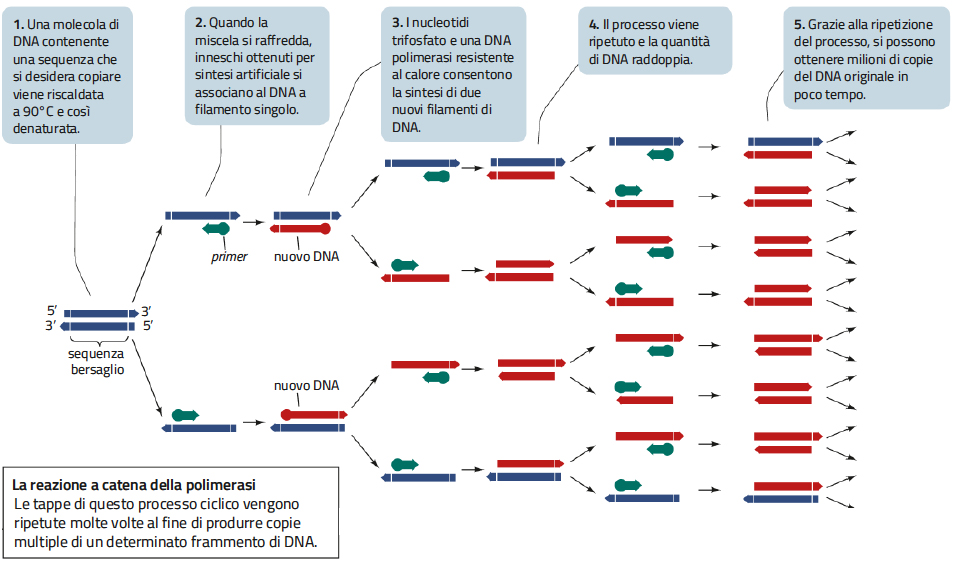 1. Una molecola di
DNA contenente
una sequenza che
si desidera copiare
viene riscaldata
a 90°C e così
denaturata.
2. Quando la
miscela si raffredda,
inneschi ottenuti per
sintesi artificiale si
associano al DNA a
filamento singolo.
3. I nucleotidi
trifosfato e una DNA
polimerasi resistente
al calore consentono
la sintesi di due
nuovi filamenti di
DNA.
4. Il processo viene
ripetuto e la quantità
di DNA raddoppia.
5. Grazie alla ripetizione
del processo, si possono
ottenere milioni di copie
del DNA originale in
poco tempo.
primer
nuovo DNA
5′ 3′
3′ 5′
sequenza
bersaglio
nuovo DNA
La reazione a catena della polimerasi
Le tappe di questo processo ciclico vengono
ripetute molte volte al fine di produrre copie
multiple di un determinato frammento di DNA.